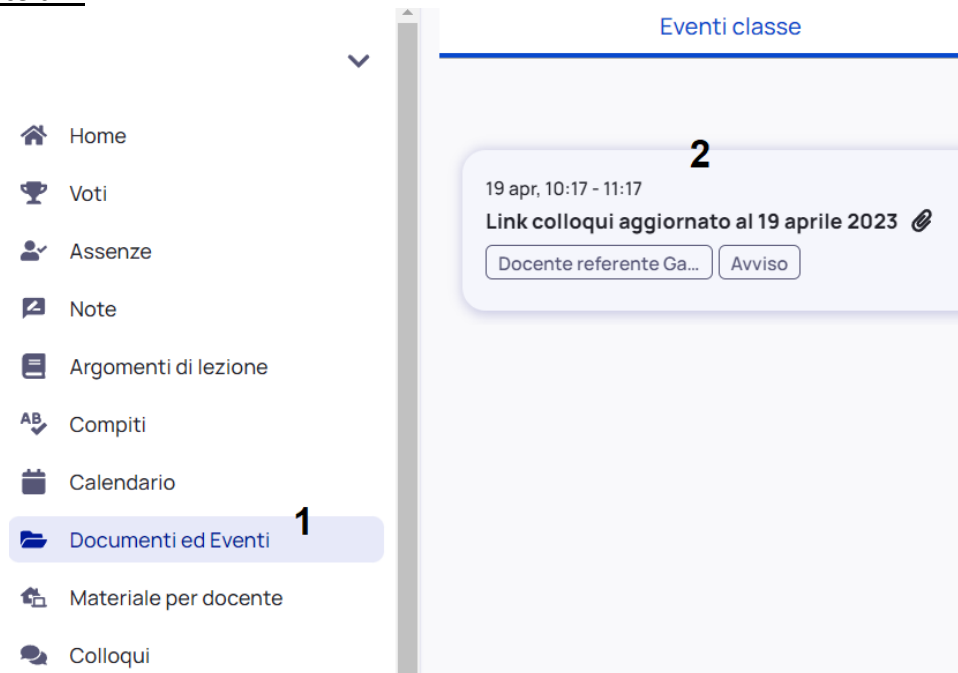 Eventi classe
Home
Voti
Assenze
Note
Argomenti di lezione
Compiti
Calendario
Documenti ed Eventi 1
Materiale per docente
Colloqui
2
19 apr, 10:17 - 11:17
Link colloqui aggiornato al 19 aprile 2023
Docente referente Ga... Avviso